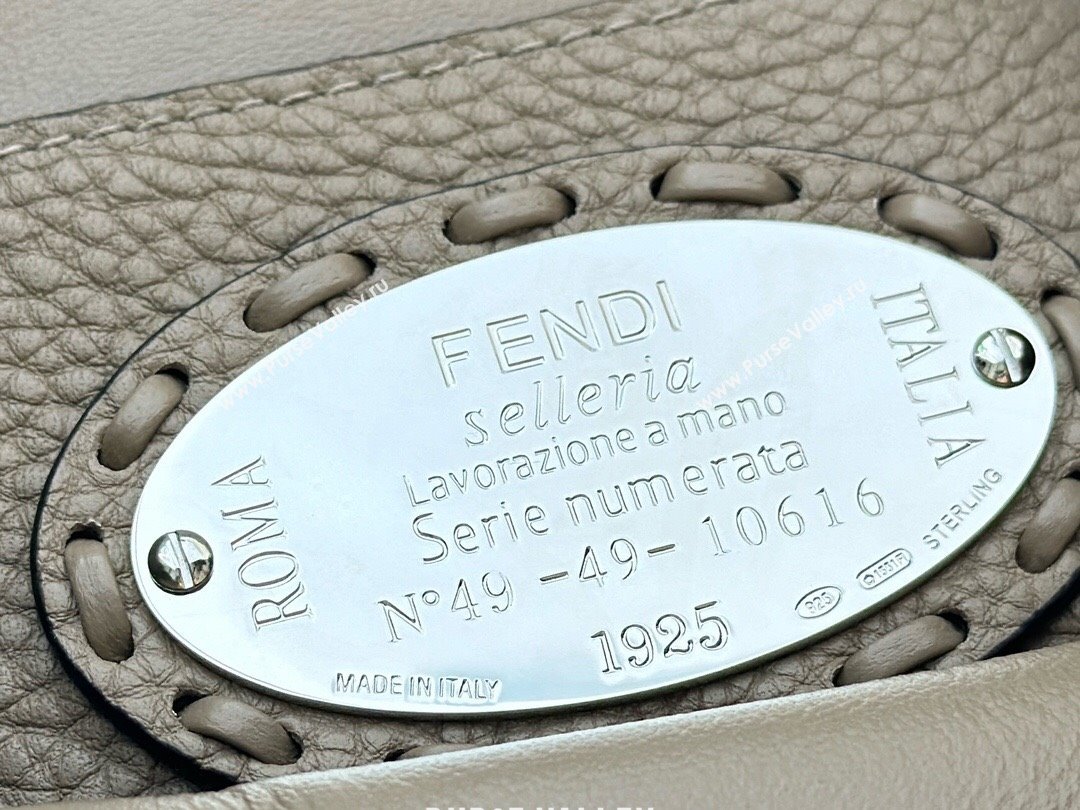 FENDI
selleria
Lavorazione a mano
Serie numerata
N° 49 -49- 10616
1925
ROMA
ITALIA
MADE IN ITALY
925
STERLING
www.PurseValley.ru
www.PurseValley.ru